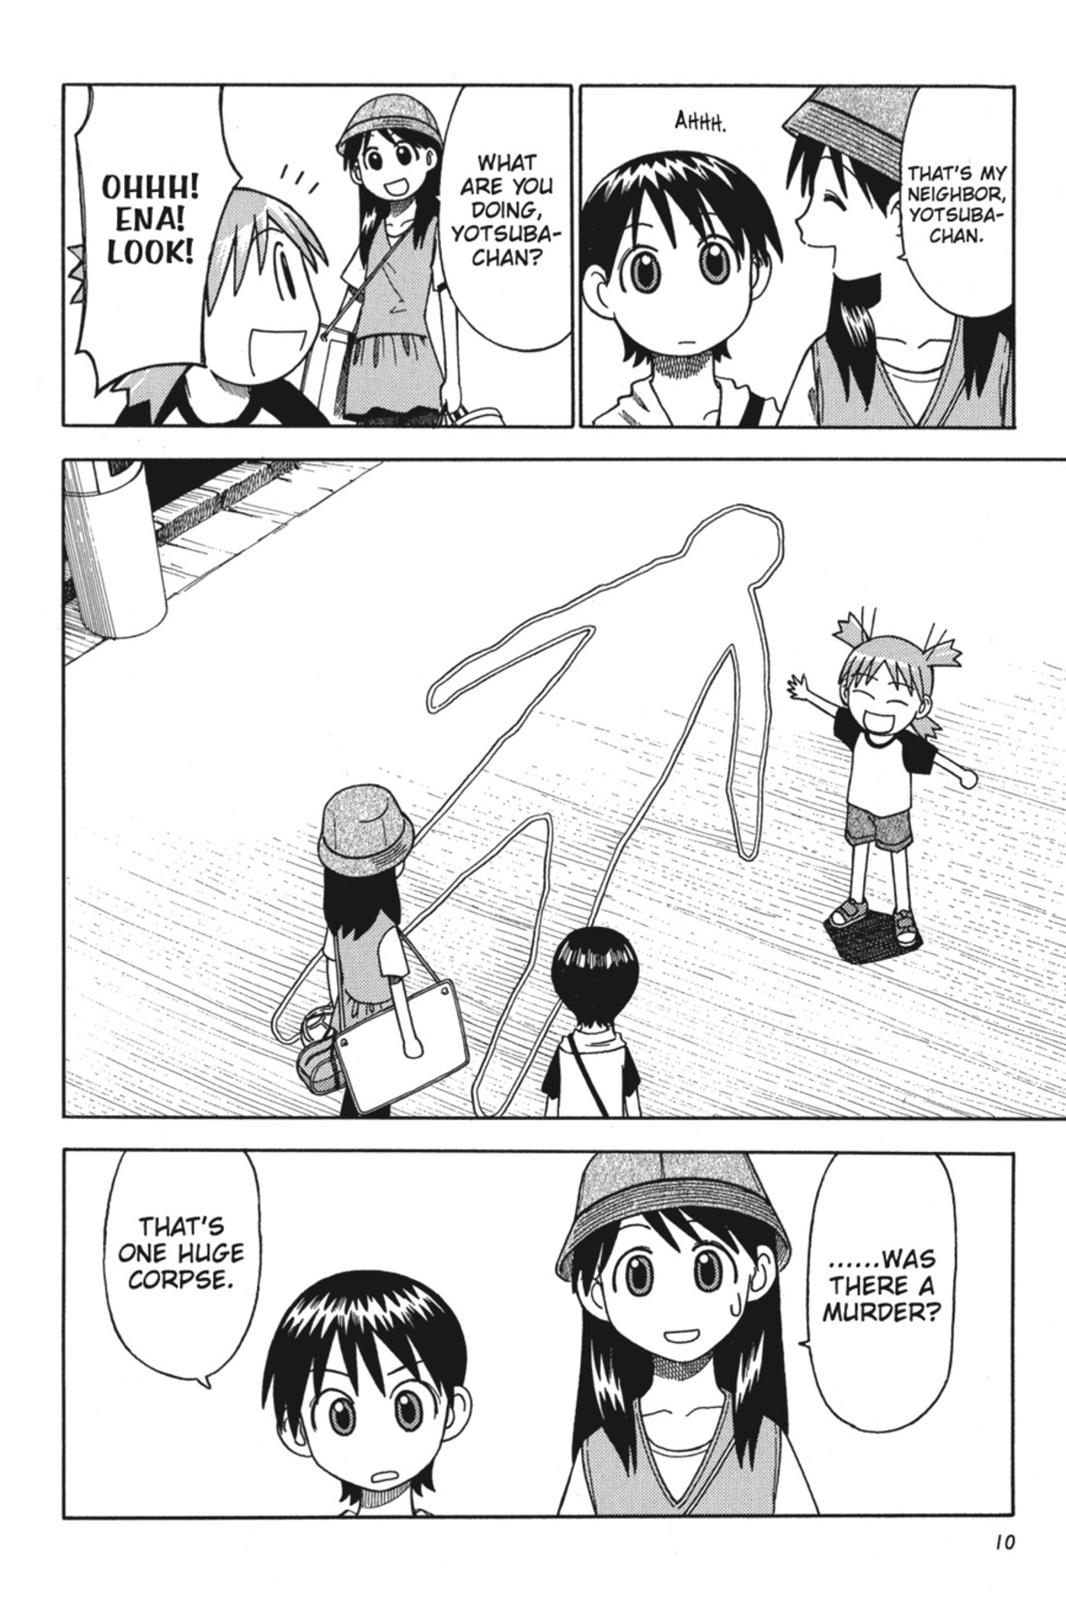 THAT'S MY
NEIGHBOR,
YOTSUBA-
CHAN.
AHHH.
WHAT
ARE YOU
DOING,
YOTSUBA-
CHAN?
OHHH!
ENA!
LOOK!
......WAS
THERE A
MURDER?
THAT'S
ONE HUGE
CORPSE.
10